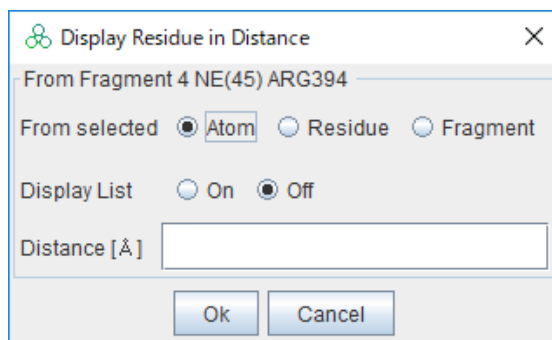 Display Residue in Distance
From Fragment 4 NE(45) ARG394
From selected Atom Residue Fragment
Display List On Off
Distance [Å]
Ok Cancel